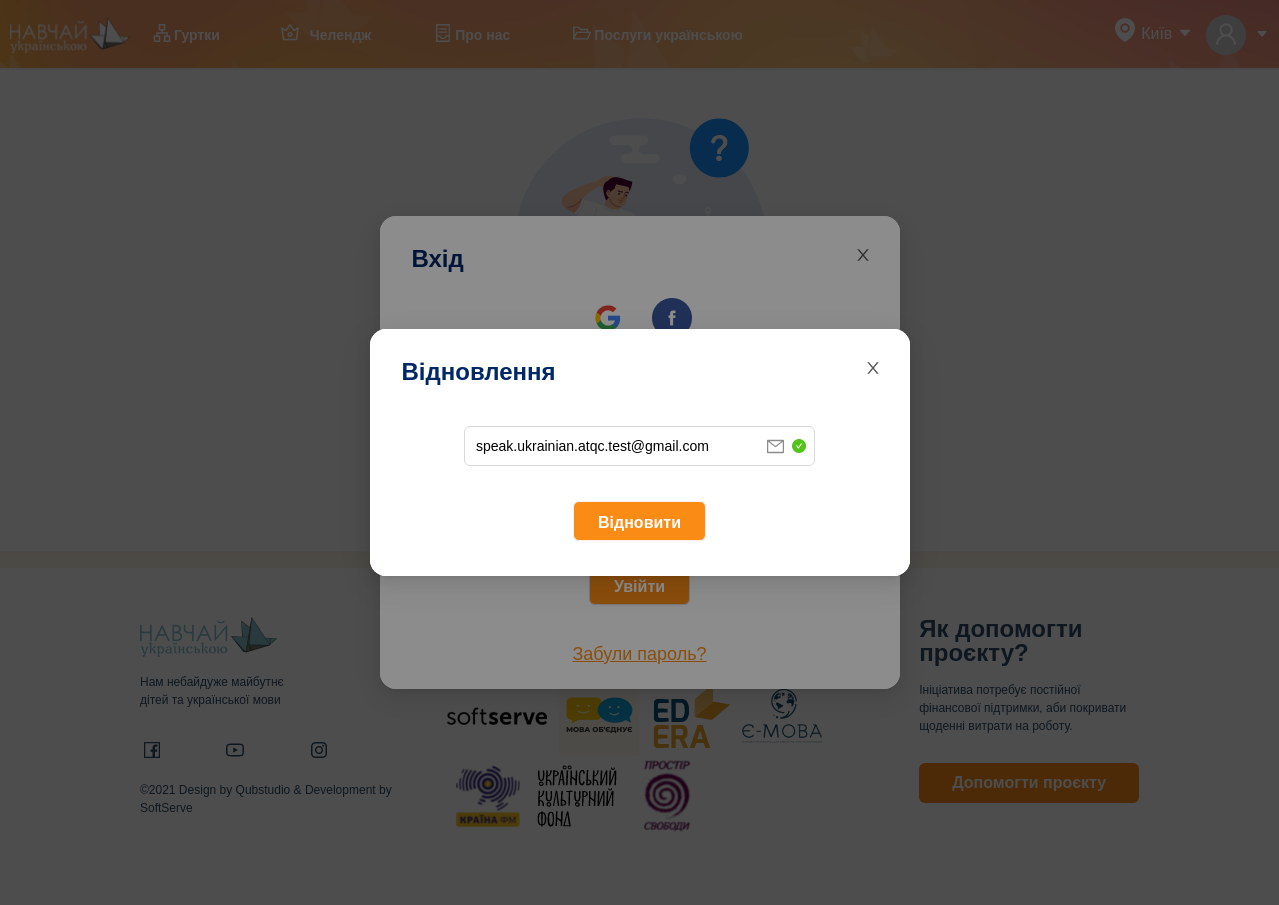 НАВЧАЙ
українською
Гуртки
Челендж
Про нас
Послуги українською
Київ
?
Вхід
Відновлення
speak.ukrainian.atqc.test@gmail.com
Відновити
Увійти
Забули пароль?
НАВЧАЙ
українською
Нам небайдуже майбутнє
дітей та української мови
©2021 Design by Qubstudio & Development by
SoftServe
softserve
МОВА ОБ'ЄДНУЄ
ED
ERA
Є-МОВА
КРАЇНА ФМ
УКРАЇНСЬКИЙ
КУЛЬТУРНИЙ
ФОНД
ПРОСТІР
СВОБОДИ
Як допомогти
проєкту?
Ініціатива потребує постійної
фінансової підтримки, аби покривати
щоденні витрати на роботу.
Допомогти проєкту